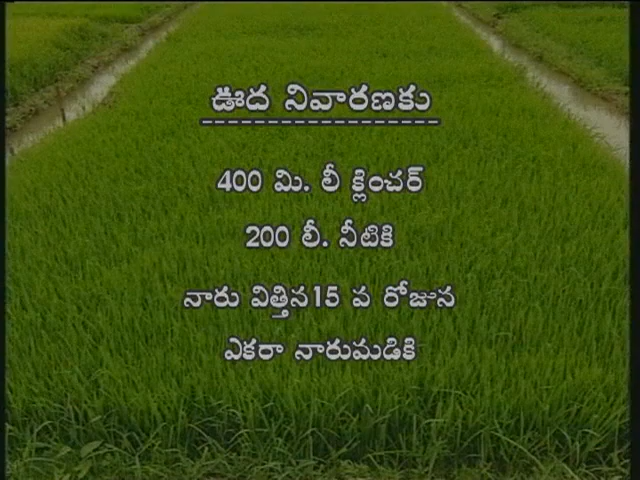 ఊద నివారణకు
400 మి. లీ క్లించర్
200 లీ. నీటికి
నారు విత్తిన15 వ రోజున
ఎకరా నారుమడికి